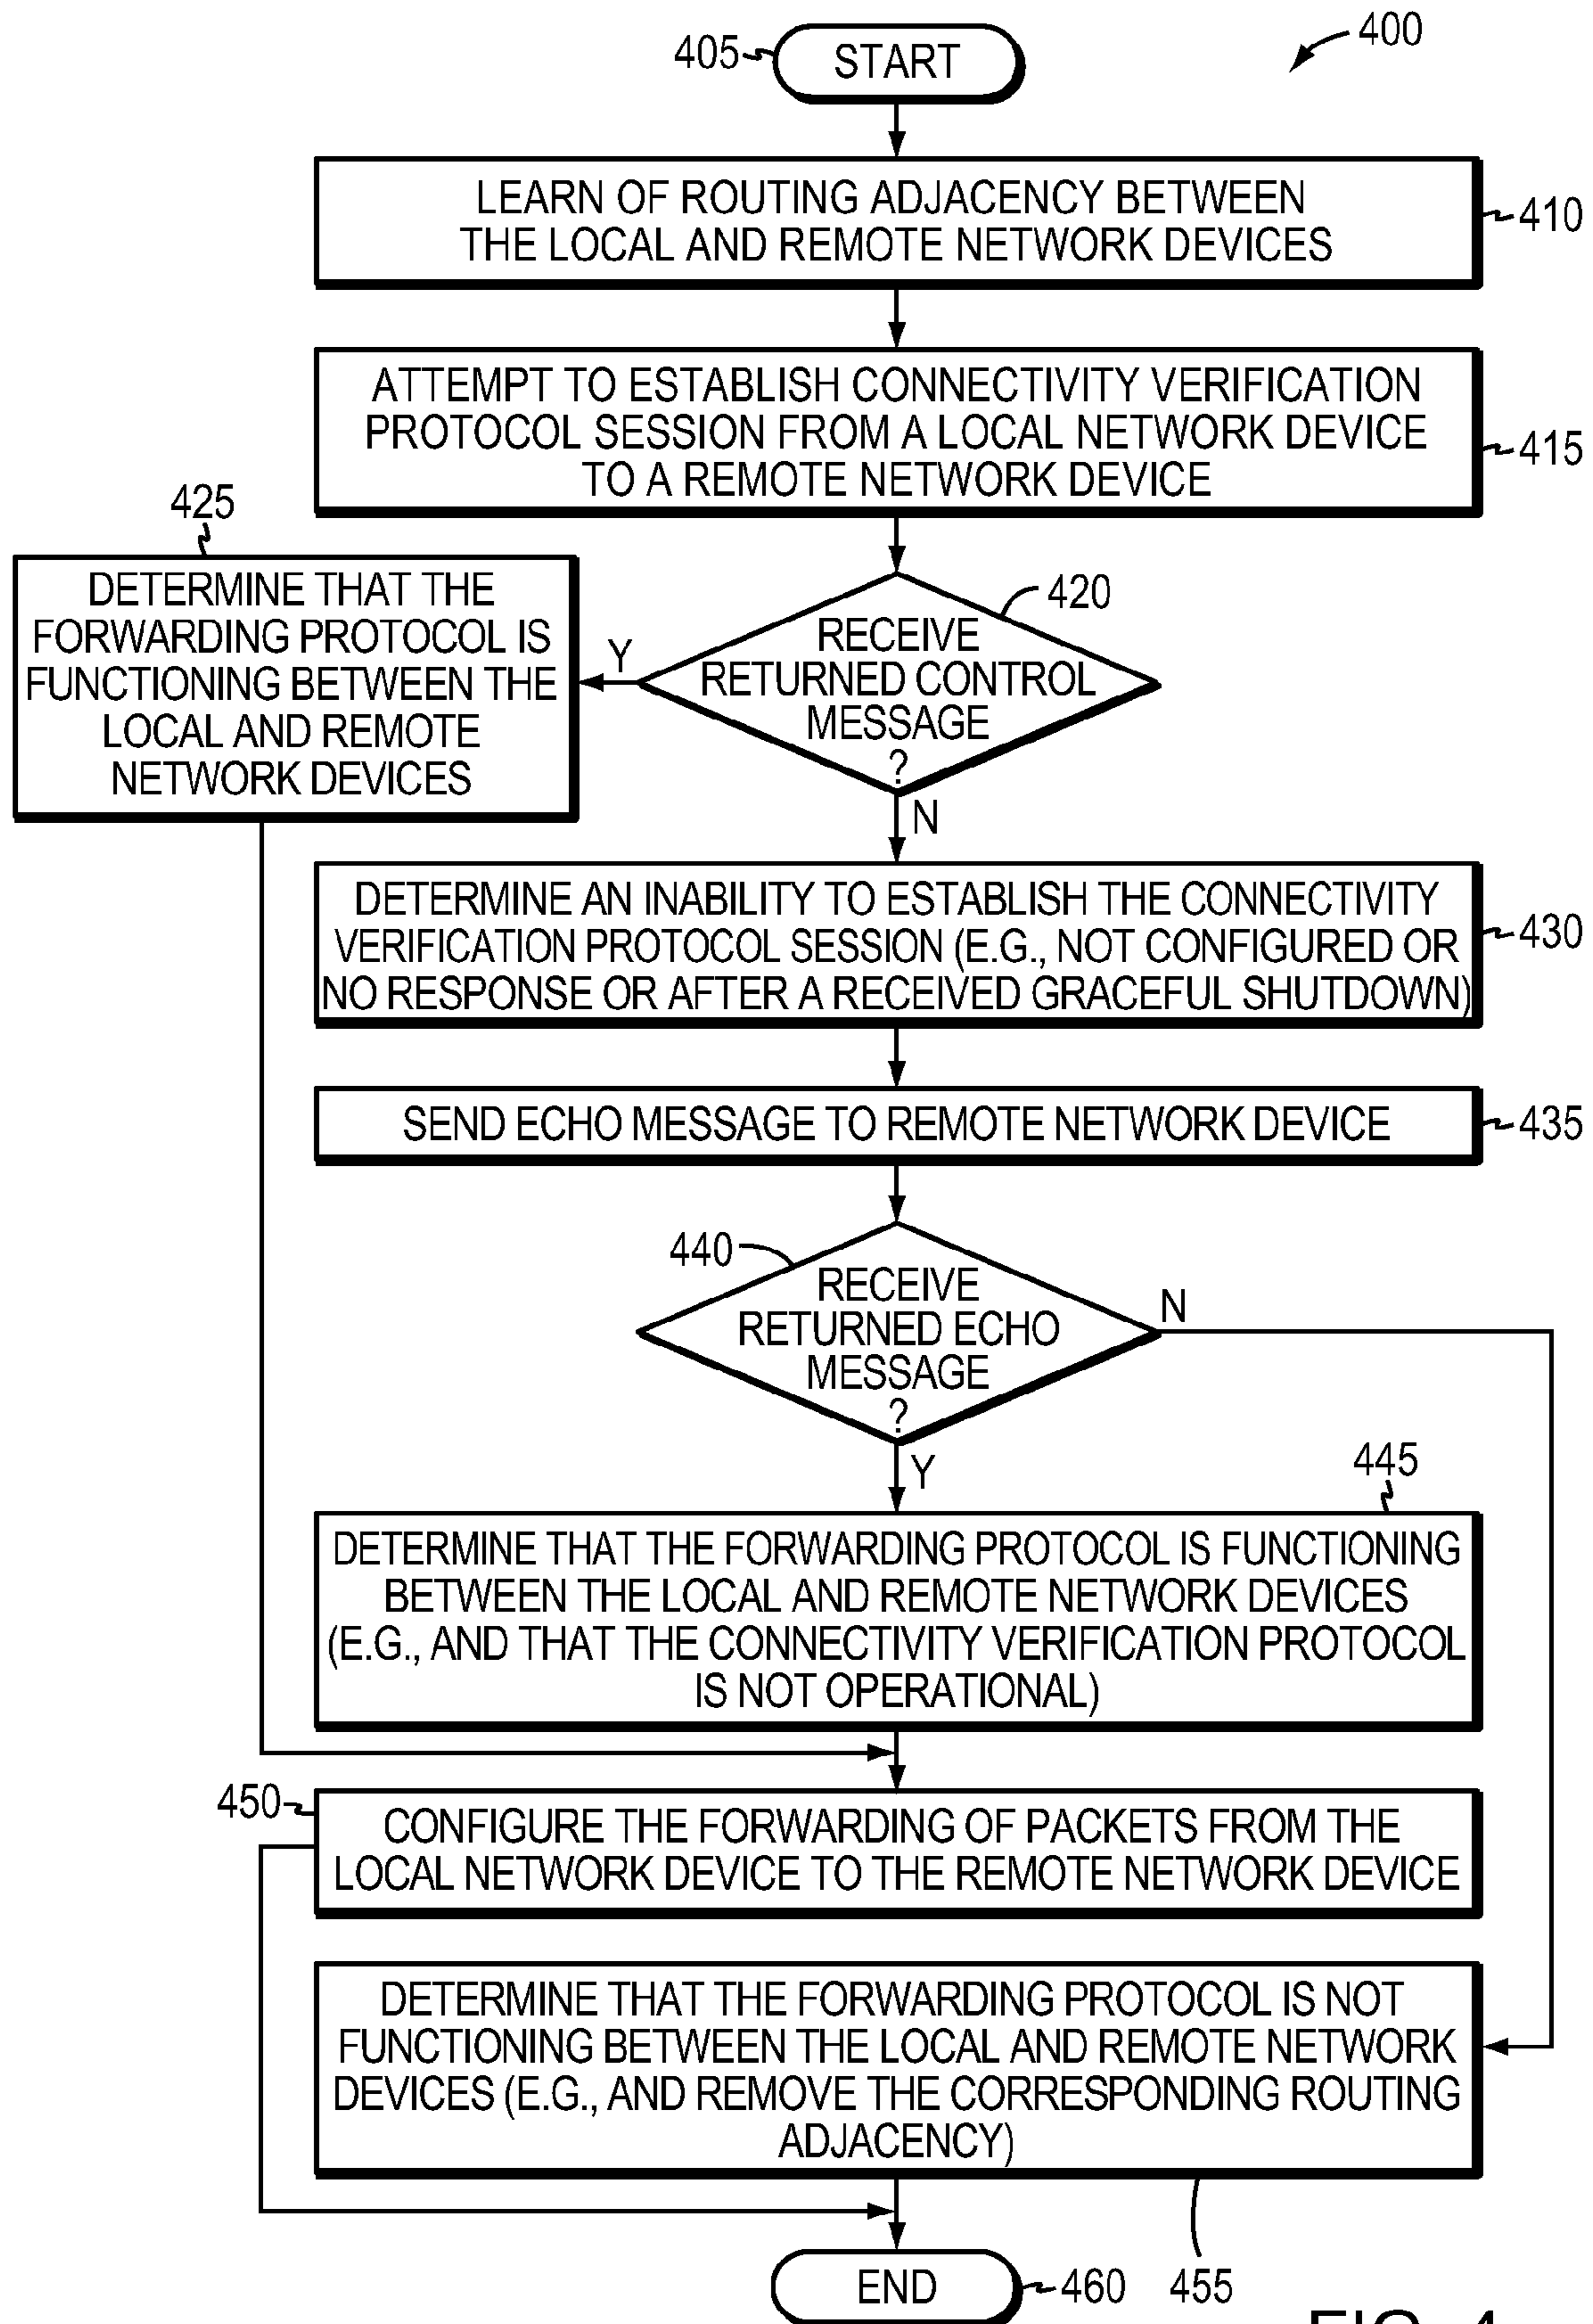 400
405
START
LEARN OF ROUTING ADJACENCY BETWEEN
THE LOCAL AND REMOTE NETWORK DEVICES
410
ATTEMPT TO ESTABLISH CONNECTIVITY VERIFICATION
PROTOCOL SESSION FROM A LOCAL NETWORK DEVICE
TO A REMOTE NETWORK DEVICE
415
420
RECEIVE
RETURNED CONTROL
MESSAGE
?
Y
N
425
DETERMINE THAT THE
FORWARDING PROTOCOL IS
FUNCTIONING BETWEEN THE
LOCAL AND REMOTE
NETWORK DEVICES
DETERMINE AN INABILITY TO ESTABLISH THE CONNECTIVITY
VERIFICATION PROTOCOL SESSION (E.G., NOT CONFIGURED OR
NO RESPONSE OR AFTER A RECEIVED GRACEFUL SHUTDOWN)
430
SEND ECHO MESSAGE TO REMOTE NETWORK DEVICE
435
440
RECEIVE
RETURNED ECHO
MESSAGE
?
N
Y
445
DETERMINE THAT THE FORWARDING PROTOCOL IS FUNCTIONING
BETWEEN THE LOCAL AND REMOTE NETWORK DEVICES
(E.G., AND THAT THE CONNECTIVITY VERIFICATION PROTOCOL
IS NOT OPERATIONAL)
450
CONFIGURE THE FORWARDING OF PACKETS FROM THE
LOCAL NETWORK DEVICE TO THE REMOTE NETWORK DEVICE
DETERMINE THAT THE FORWARDING PROTOCOL IS NOT
FUNCTIONING BETWEEN THE LOCAL AND REMOTE NETWORK
DEVICES (E.G., AND REMOVE THE CORRESPONDING ROUTING
ADJACENCY)
END
460
455